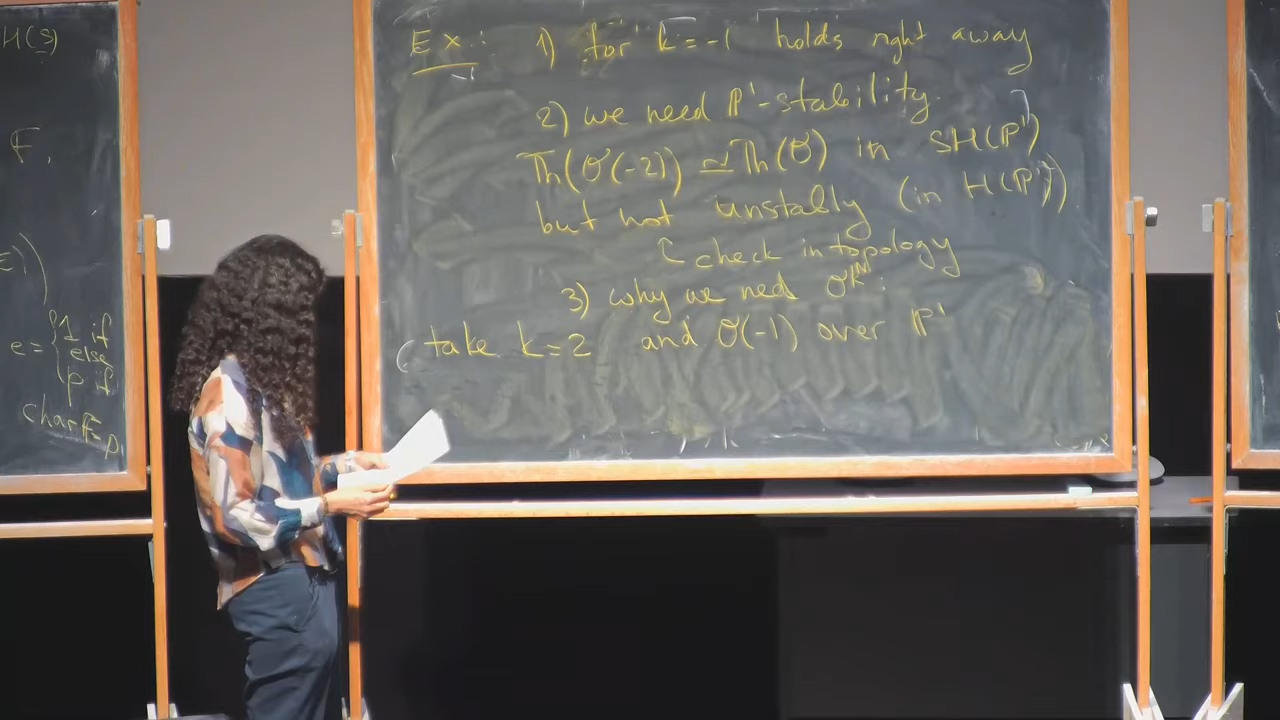 H(S)
F,
E))
e = { 1 if
else
p if
char F = p,
Ex.: 1) for k = -1 holds right away
2) we need ℙ¹-stability.
Th(O(-2)) ≃ Th(O) in SH(ℙ¹)
but not unstably (in H(ℙ¹)).
check in topology
3) why we need
(take k=2 and O(-1) over ℙ¹